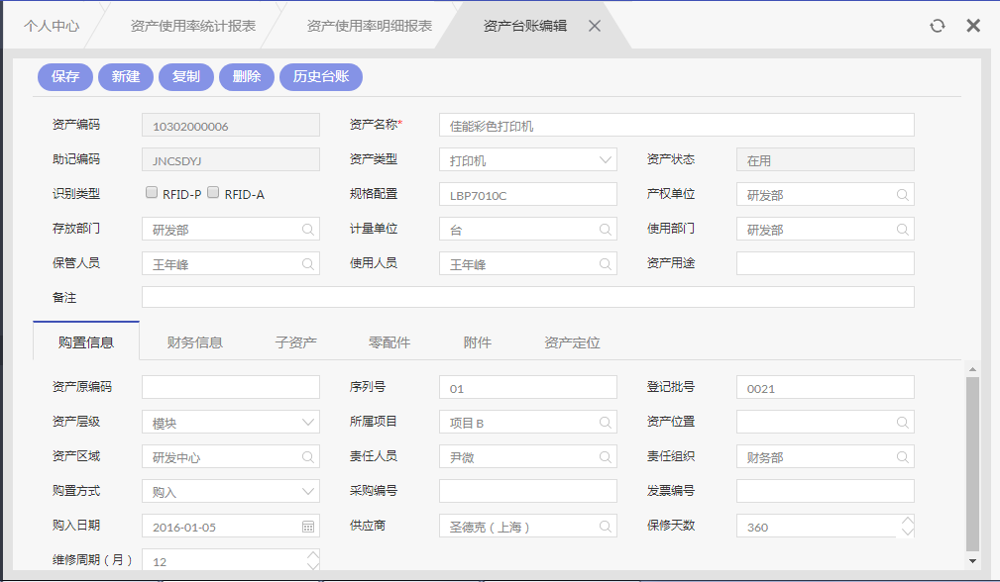 个人中心 资产使用率统计报表 资产使用率明细报表 资产台账编辑
保存 新建 复制 删除 历史台账
资产编码 10302000006 资产名称* 佳能彩色打印机
助记编码 JNCSDYJ 资产类型 打印机 资产状态 在用
识别类型 RFID-P RFID-A 规格配置 LBP7010C 产权单位 研发部
存放部门 研发部 计量单位 台 使用部门 研发部
保管人员 王年峰 使用人员 王年峰 资产用途
备注
购置信息 财务信息 子资产 零配件 附件 资产定位
资产原编码 序列号 01 登记批号 0021
资产层级 模块 所属项目 项目B 资产位置
资产区域 研发中心 责任人员 尹微 责任组织 财务部
购置方式 购入 采购编号 发票编号
购入日期 2016-01-05 供应商 圣德克（上海） 保修天数 360
维修周期（月） 12